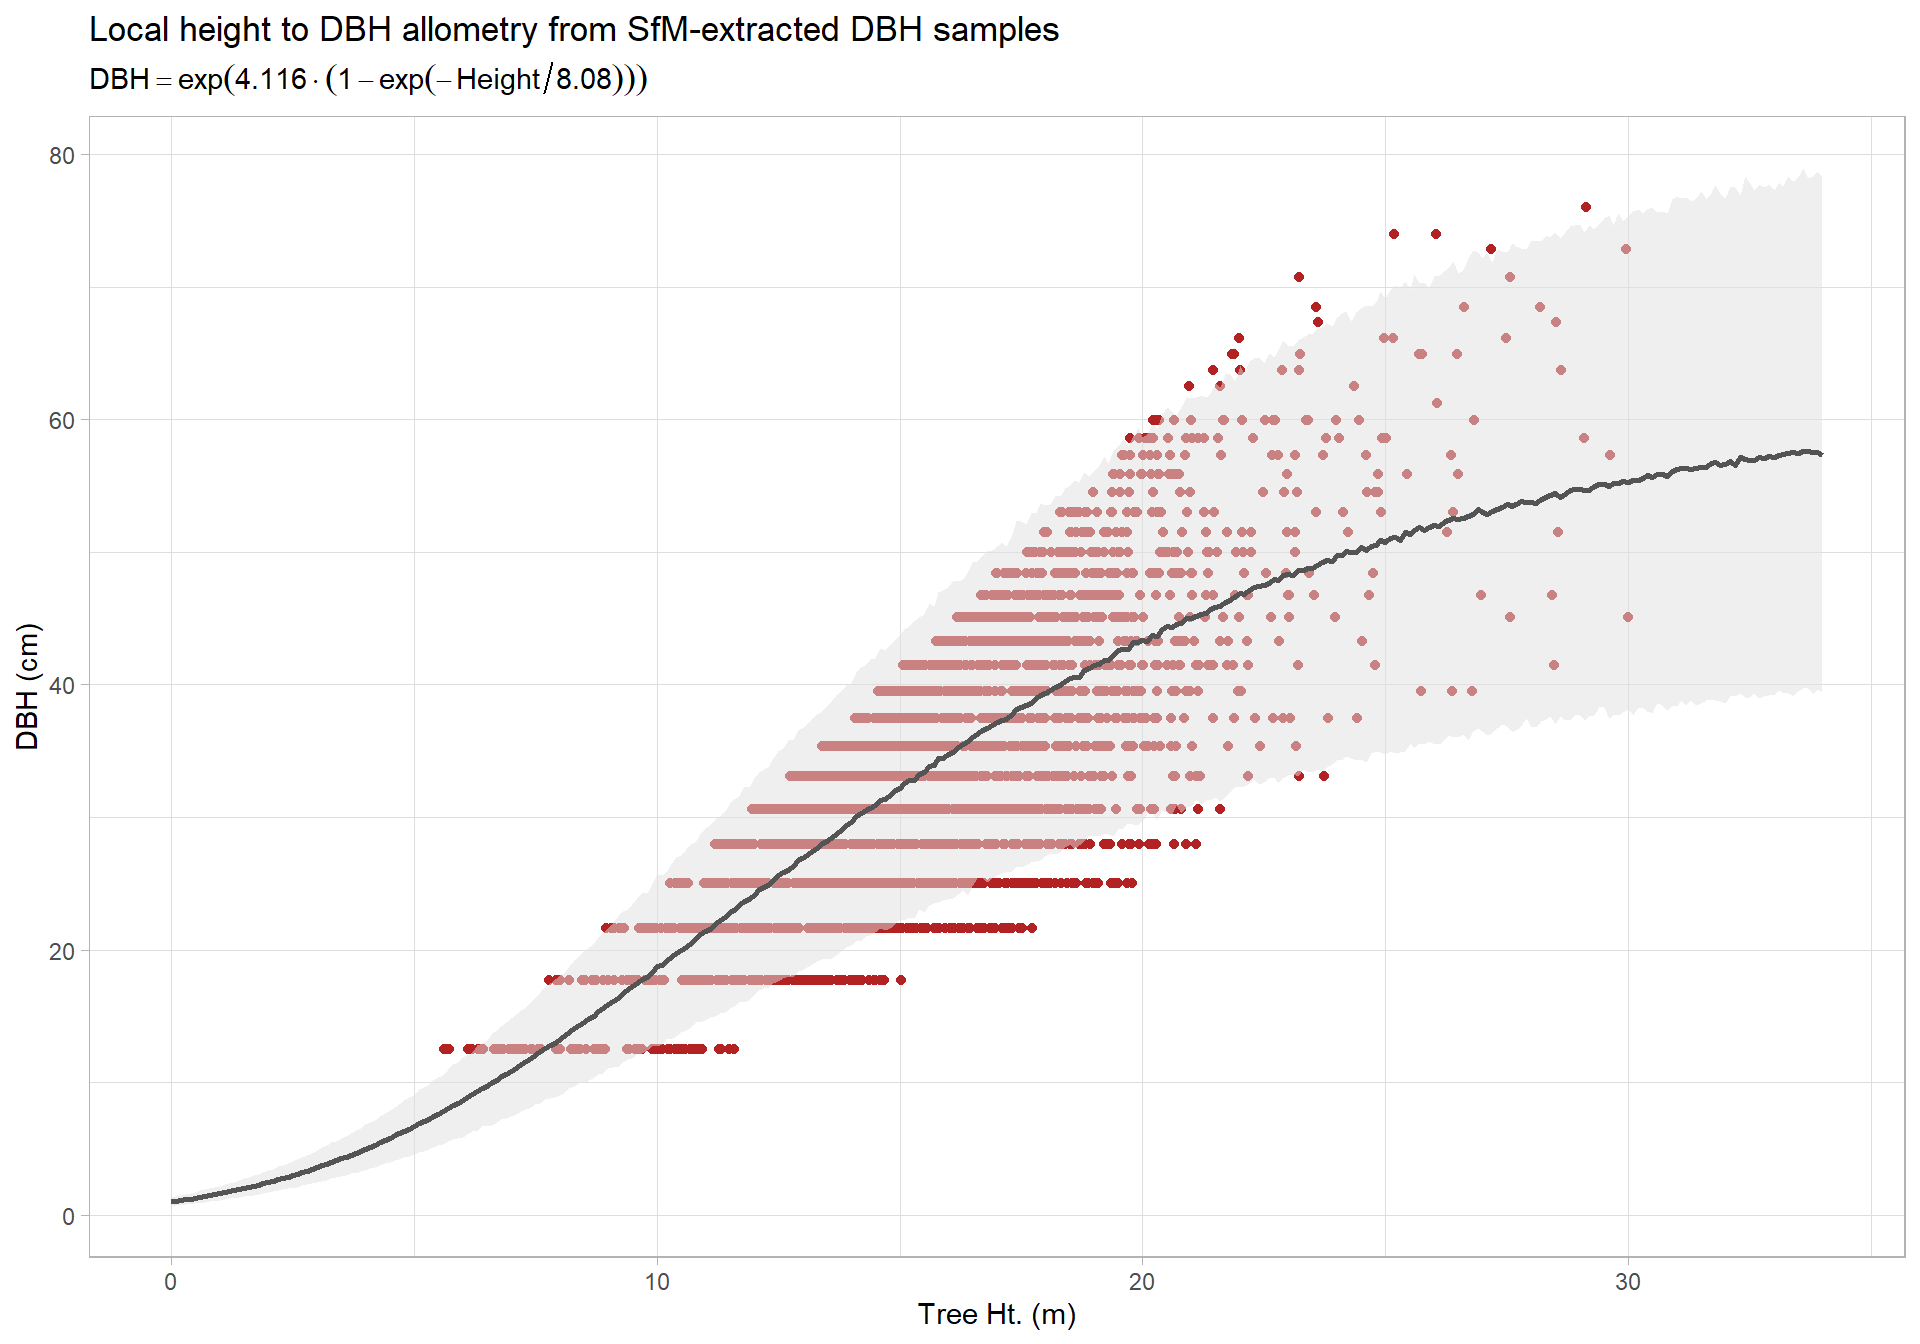 Local height to DBH allometry from SfM-extracted DBH samples
DBH = exp(4.116 · (1 − exp(− Height/8.08)))
80
60
40
20
0
DBH (cm)
0 10 20 30
Tree Ht. (m)